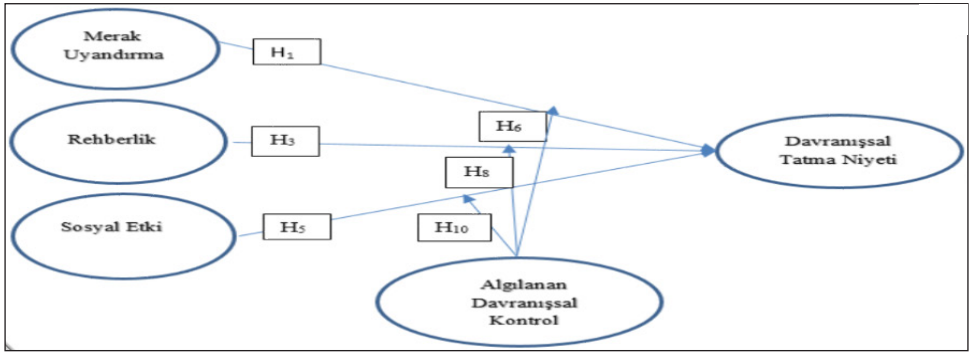 Merak
Uyandırma
H₁
Rehberlik
H₃
H₆
Davranışsal
Tatma Niyeti
H₈
Sosyal Etki
H₅
H₁₀
Algılanan
Davranışsal
Kontrol